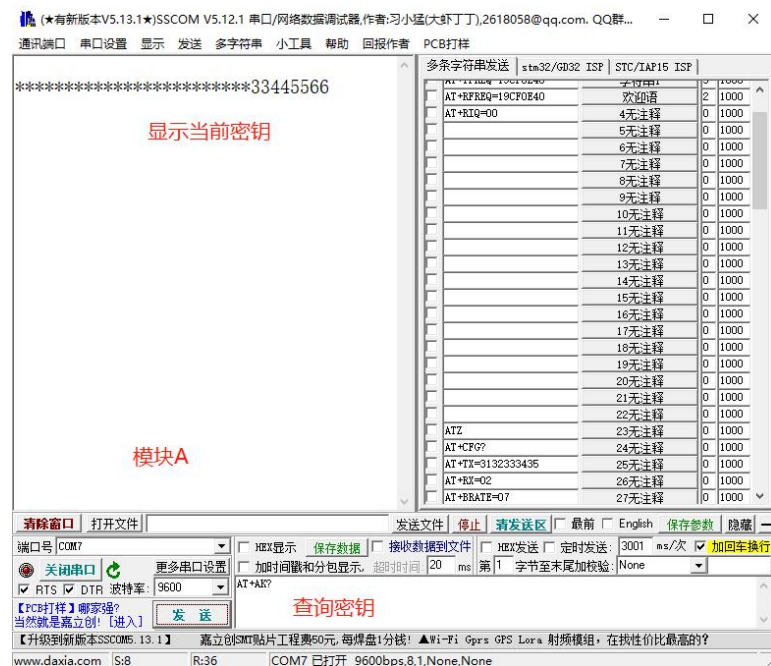 (★有新版本V5.13.1★)SSCOM V5.12.1 串口/网络数据调试器,作者:习小猛(大虾丁丁),2618058@qq.com. QQ群...
通讯端口 串口设置 显示 发送 多字符串 小工具 帮助 回报作者 PCB打样
多条字符串发送 stm32/GD32 ISP STC/IAP15 ISP
************************33445566
显示当前密钥
模块A
AT+RFREQ=19CF0E40 欢迎语 2 1000
AT+RIQ=00 4无注释 0 1000
5无注释 0 1000
6无注释 0 1000
7无注释 0 1000
8无注释 0 1000
9无注释 0 1000
10无注释 0 1000
11无注释 0 1000
12无注释 0 1000
13无注释 0 1000
14无注释 0 1000
15无注释 0 1000
16无注释 0 1000
17无注释 0 1000
18无注释 0 1000
19无注释 0 1000
20无注释 0 1000
21无注释 0 1000
22无注释 0 1000
ATZ 23无注释 0 1000
AT+CFG? 24无注释 0 1000
AT+TX=3132333435 25无注释 0 1000
AT+RX=02 26无注释 0 1000
AT+BRATE=07 27无注释 0 1000
清除窗口 打开文件 发送文件 停止 清发送区 最前 English 保存参数 隐藏
端口号 COM7 HEX显示 保存数据 接收数据到文件 HEX发送 定时发送: 3001 ms/次 加回车换行
关闭串口 更多串口设置 加时间戳和分包显示. 超时时间: 20 ms 第 1 字节至末尾加校验: None
RTS DTR 波特率: 9600
AT+AK?
查询密钥
【PCB打样】哪家强?
当然就是嘉立创! [进入]
发 送
【升级到新版本SSCOM5.13.1】 嘉立创SMT贴片工程费50元,每焊盘1分钱! ▲Wi-Fi Gprs GPS Lora 射频模组, 在找性价比最高的?
www.daxia.com S:8 R:36 COM7 已打开 9600bps,8,1,None,None